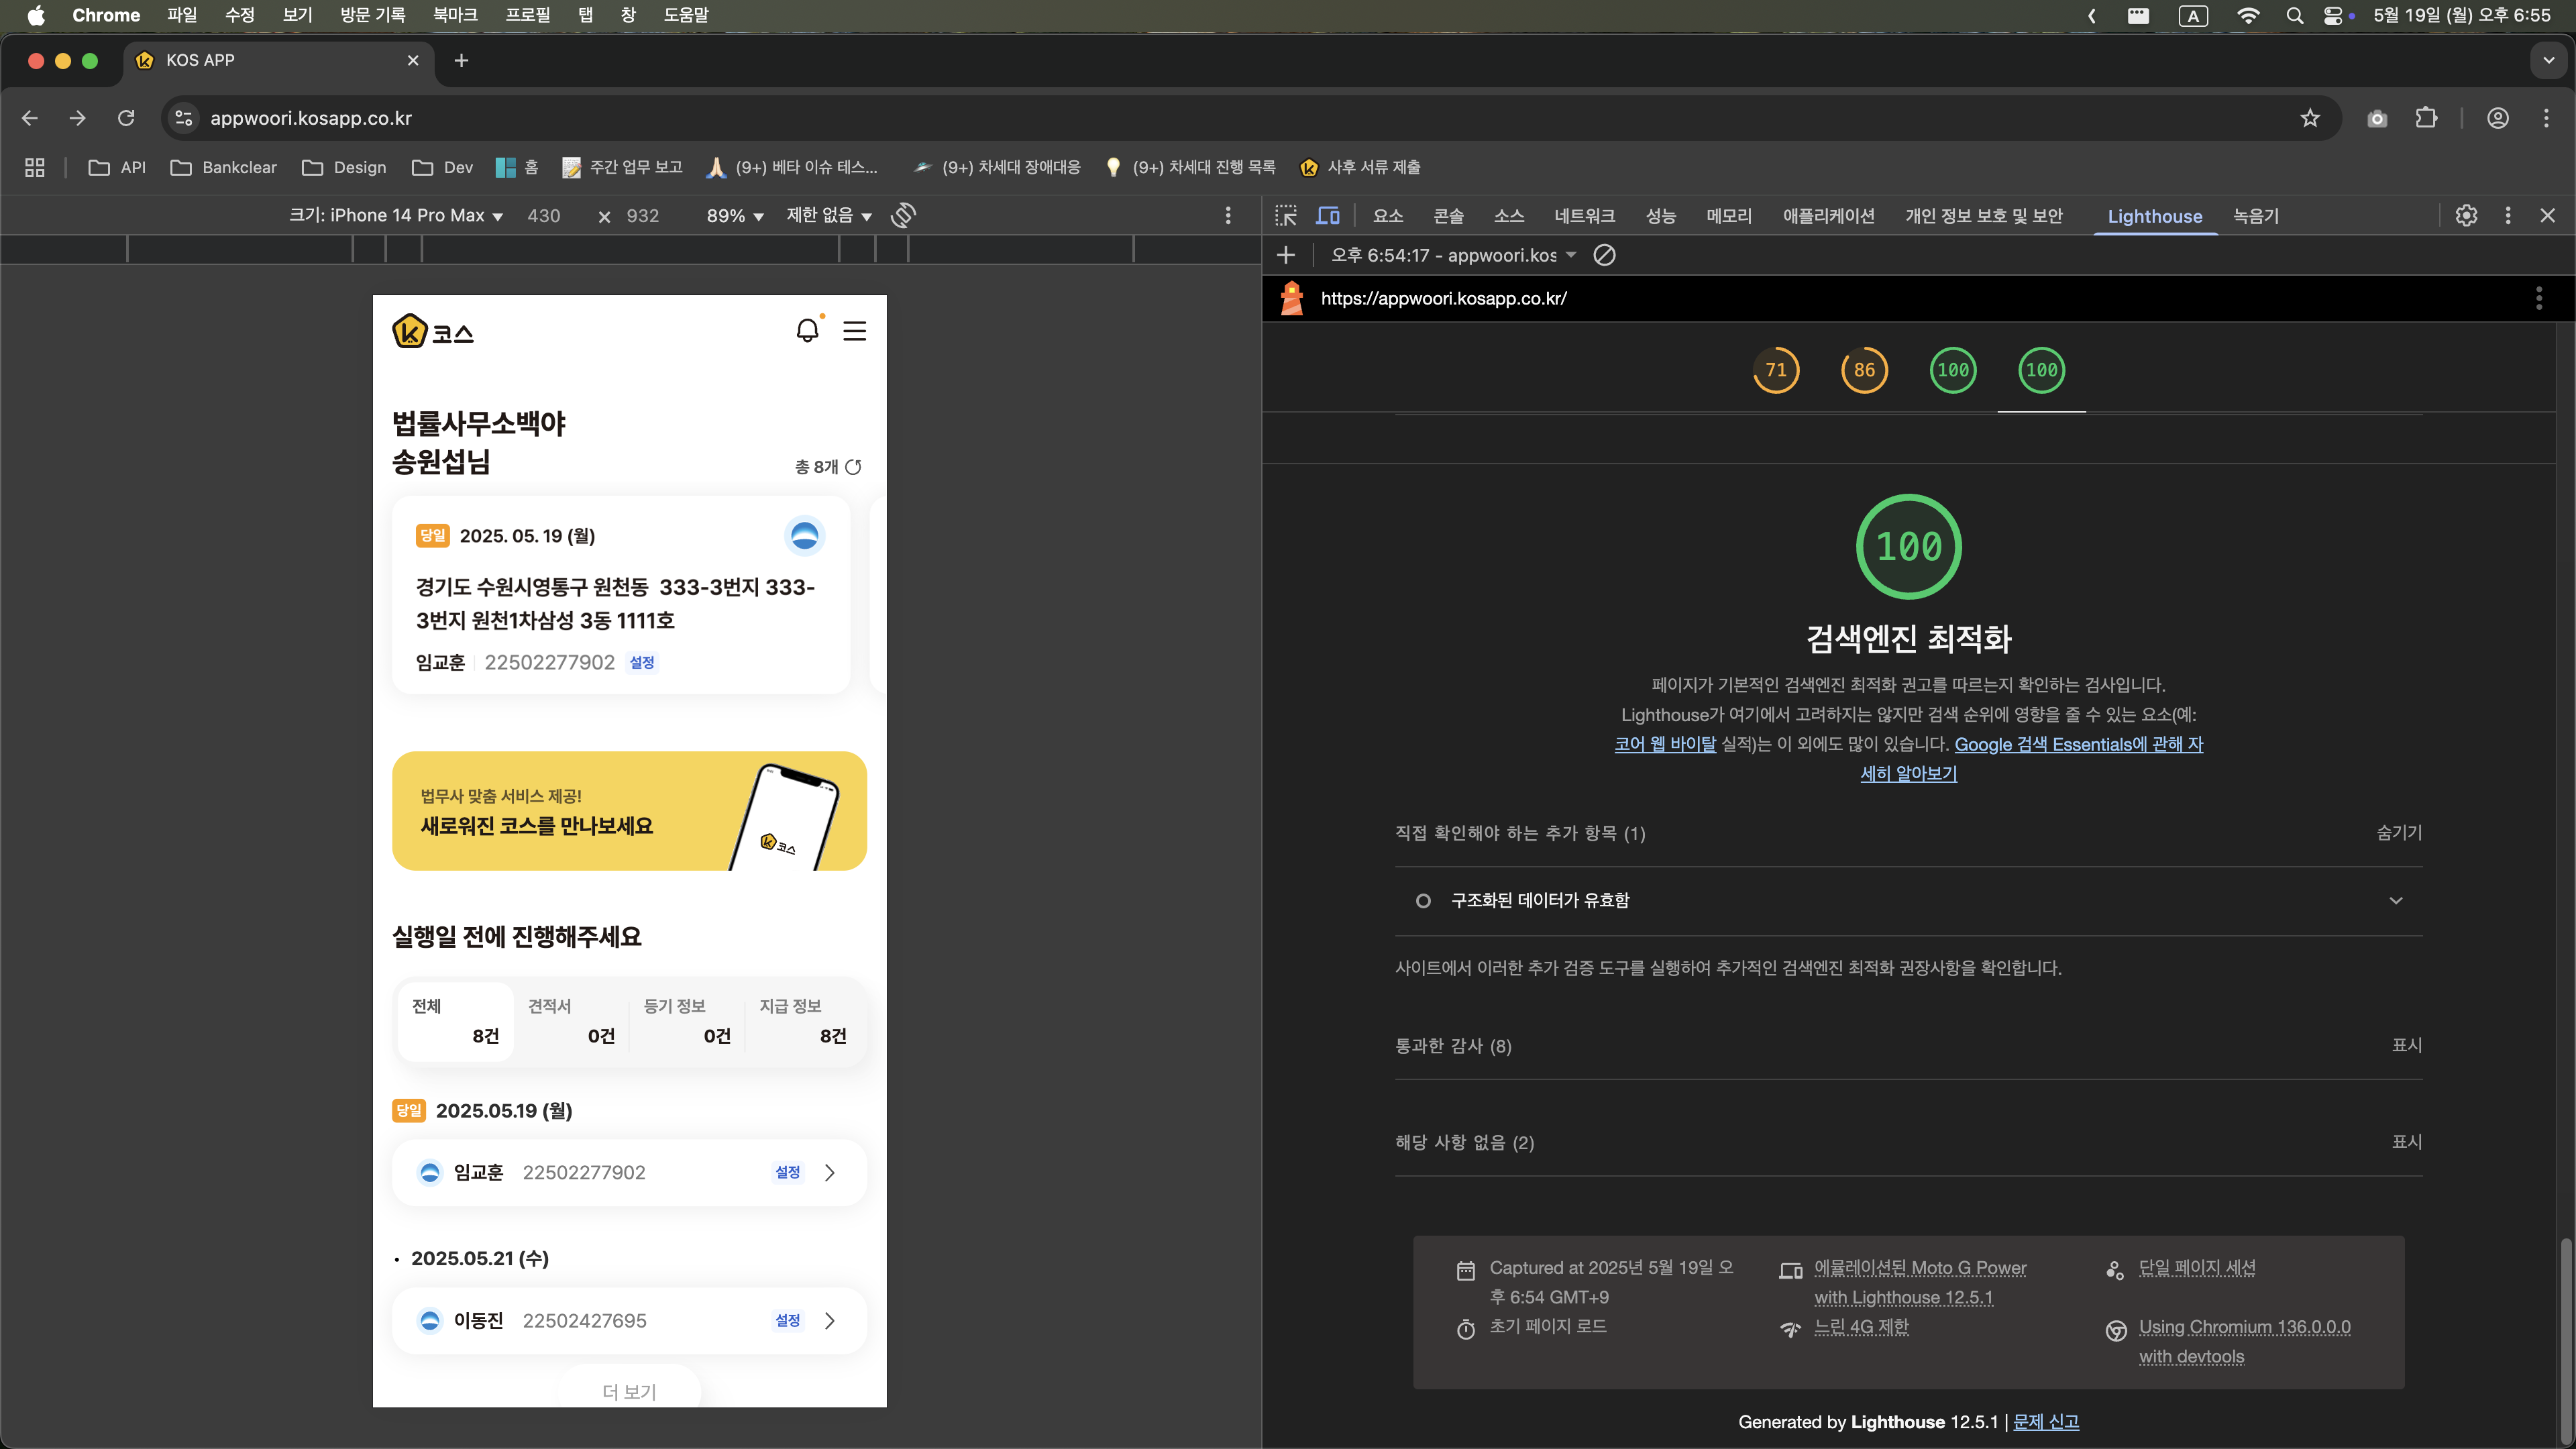 Chrome 파일 수정 보기 방문 기록 북마크 프로필 탭 창 도움말
A 5월 19일 (월) 오후 6:55
KOS APP
appwoori.kosapp.co.kr
API Bankclear Design Dev 홈 주간 업무 보고 (9+) 베타 이슈 테스... (9+) 차세대 장애대응 (9+) 차세대 진행 목록 사후 서류 제출
크기: iPhone 14 Pro Max 430 × 932 89% 제한 없음
코스
법률사무소백야
송원섭님
총 8개
당일 2025. 05. 19 (월)
경기도 수원시영통구 원천동 333-3번지 333-
3번지 원천1차삼성 3동 1111호
임교훈 22502277902 설정
법무사 맞춤 서비스 제공!
새로워진 코스를 만나보세요
코스
실행일 전에 진행해주세요
전체 견적서 등기 정보 지급 정보
8건 0건 0건 8건
당일 2025.05.19 (월)
임교훈 22502277902 설정
• 2025.05.21 (수)
이동진 22502427695 설정
더 보기
요소 콘솔 소스 네트워크 성능 메모리 애플리케이션 개인 정보 보호 및 보안 Lighthouse 녹음기
오후 6:54:17 - appwoori.kos
https://appwoori.kosapp.co.kr/
71 86 100 100
100
검색엔진 최적화
페이지가 기본적인 검색엔진 최적화 권고를 따르는지 확인하는 검사입니다.
Lighthouse가 여기에서 고려하지는 않지만 검색 순위에 영향을 줄 수 있는 요소(예:
코어 웹 바이탈 실적)는 이 외에도 많이 있습니다. Google 검색 Essentials에 관해 자
세히 알아보기
직접 확인해야 하는 추가 항목 (1) 숨기기
구조화된 데이터가 유효함
사이트에서 이러한 추가 검증 도구를 실행하여 추가적인 검색엔진 최적화 권장사항을 확인합니다.
통과한 감사 (8) 표시
해당 사항 없음 (2) 표시
Captured at 2025년 5월 19일 오
후 6:54 GMT+9
초기 페이지 로드
에뮬레이션된 Moto G Power
with Lighthouse 12.5.1
느린 4G 제한
단일 페이지 세션
Using Chromium 136.0.0.0
with devtools
Generated by Lighthouse 12.5.1 | 문제 신고